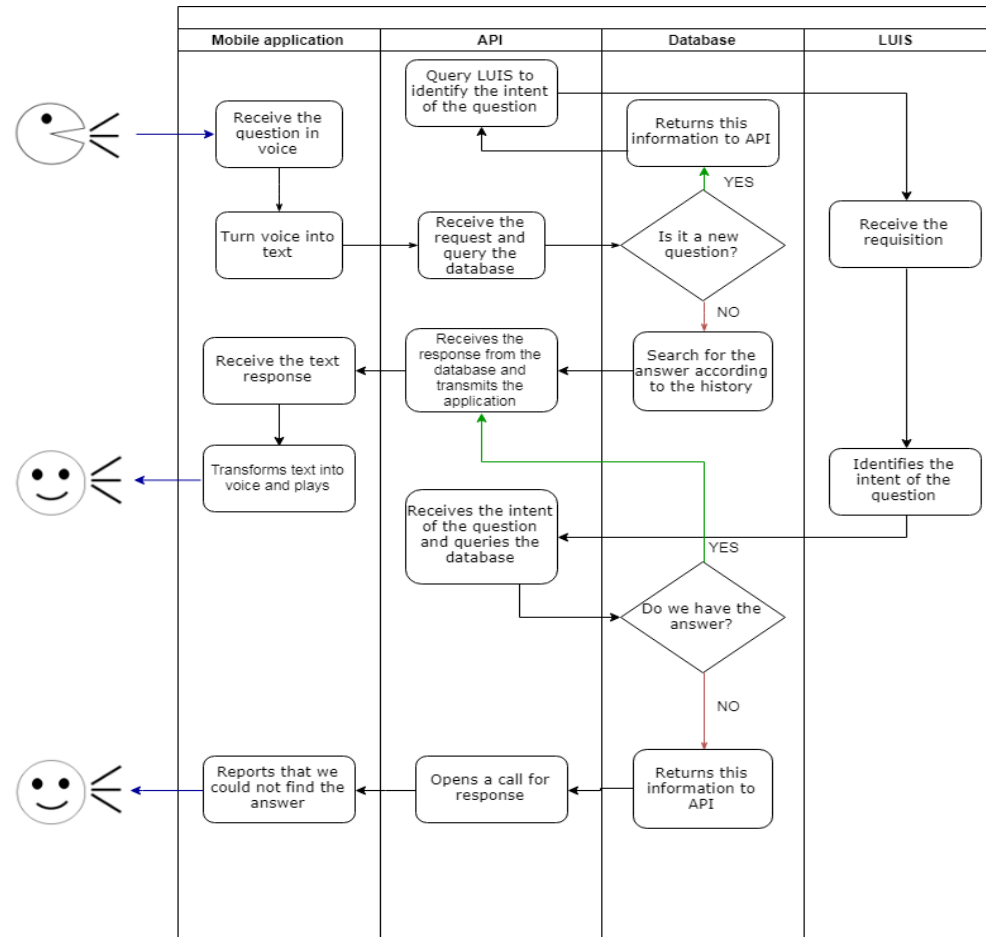 Mobile application
API
Database
LUIS
Query LUIS to
identify the intent
of the question
Receive the
question in
voice
Returns this
information to API
YES
Turn voice into
text
Receive the
request and
query the
database
Is it a new
question?
Receive the
requisition
NO
Receive the text
response
Receives the
response from the
database and
transmits the
application
Search for the
answer according
to the history
Transforms text into
voice and plays
Identifies the
intent of the
question
Receives the intent
of the question
and queries the
database
YES
Do we have the
answer?
NO
Reports that we
could not find the
answer
Opens a call for
response
Returns this
information to
API